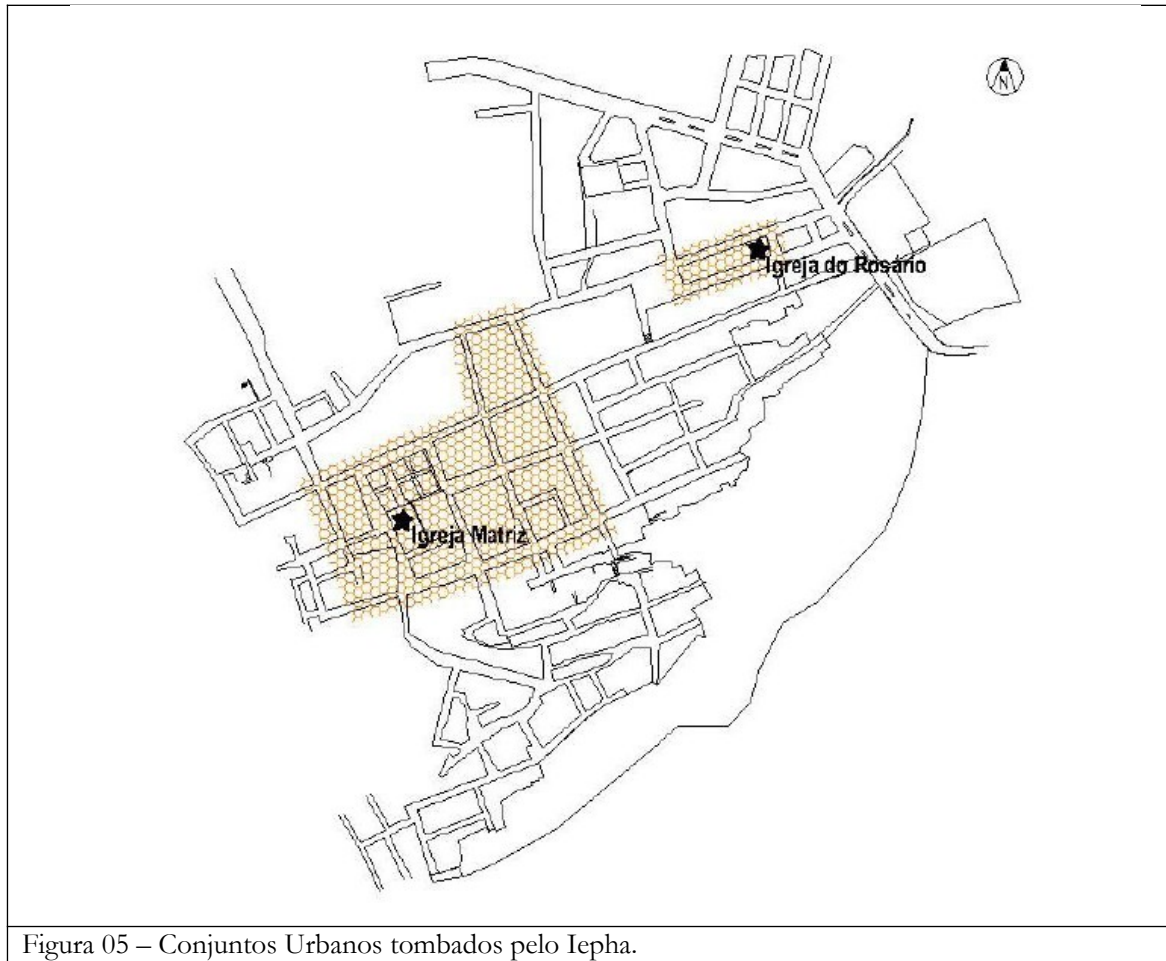 N
Igreja do Rosário
Igreja Matriz
Figura 05 – Conjuntos Urbanos tombados pelo Iepha.